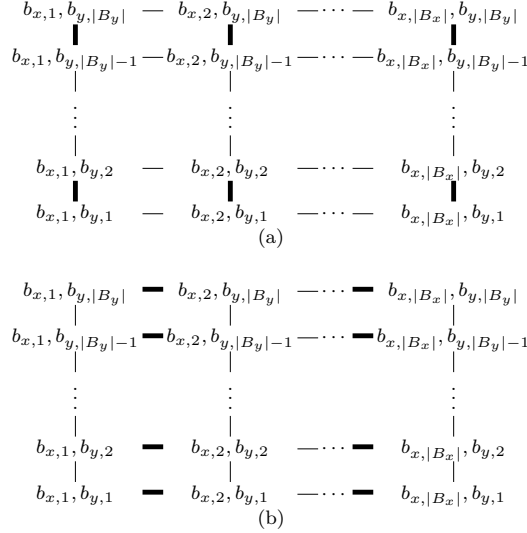 b_{x,1}, b_{y,|B_y|} — b_{x,2}, b_{y,|B_y|} — ⋯ — b_{x,|B_x|}, b_{y,|B_y|}
b_{x,1}, b_{y,|B_y|−1} — b_{x,2}, b_{y,|B_y|−1} — ⋯ — b_{x,|B_x|}, b_{y,|B_y|−1}
⋮ ⋮ ⋮
b_{x,1}, b_{y,2} — b_{x,2}, b_{y,2} — ⋯ — b_{x,|B_x|}, b_{y,2}
b_{x,1}, b_{y,1} — b_{x,2}, b_{y,1} — ⋯ — b_{x,|B_x|}, b_{y,1}
(a)
b_{x,1}, b_{y,|B_y|} — b_{x,2}, b_{y,|B_y|} — ⋯ — b_{x,|B_x|}, b_{y,|B_y|}
b_{x,1}, b_{y,|B_y|−1} — b_{x,2}, b_{y,|B_y|−1} — ⋯ — b_{x,|B_x|}, b_{y,|B_y|−1}
⋮ ⋮ ⋮
b_{x,1}, b_{y,2} — b_{x,2}, b_{y,2} — ⋯ — b_{x,|B_x|}, b_{y,2}
b_{x,1}, b_{y,1} — b_{x,2}, b_{y,1} — ⋯ — b_{x,|B_x|}, b_{y,1}
(b)